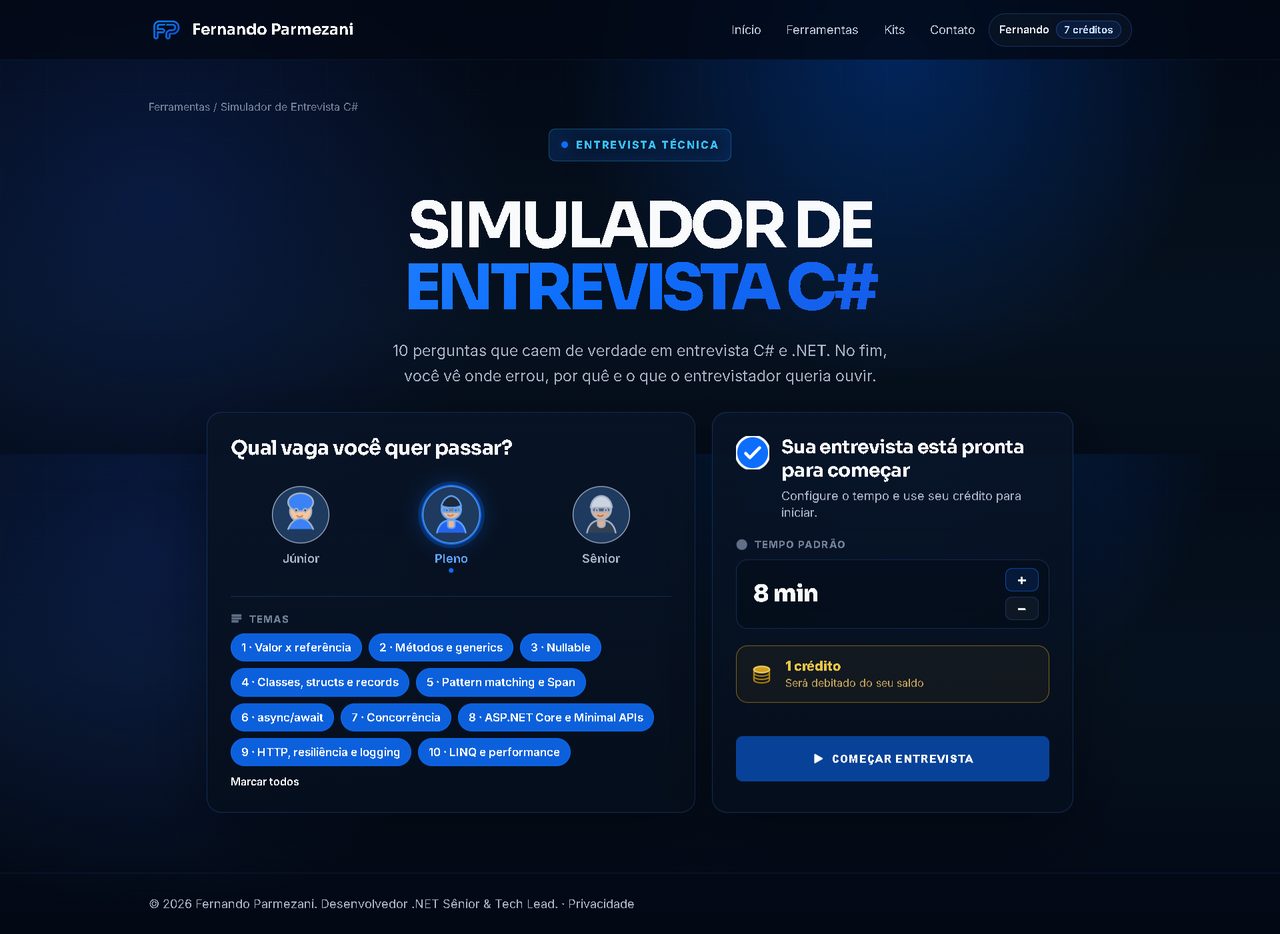 FP Fernando Parmezani
Início Ferramentas Kits Contato Fernando 7 créditos
Ferramentas / Simulador de Entrevista C#
ENTREVISTA TÉCNICA
SIMULADOR DE
ENTREVISTA C#
10 perguntas que caem de verdade em entrevista C# e .NET. No fim,
você vê onde errou, por quê e o que o entrevistador queria ouvir.
Qual vaga você quer passar?
Júnior Pleno Sênior
TEMAS
1 · Valor x referência 2 · Métodos e generics 3 · Nullable
4 · Classes, structs e records 5 · Pattern matching e Span
6 · async/await 7 · Concorrência 8 · ASP.NET Core e Minimal APIs
9 · HTTP, resiliência e logging 10 · LINQ e performance
Marcar todos
Sua entrevista está pronta
para começar
Configure o tempo e use seu crédito para
iniciar.
TEMPO PADRÃO
8 min
+
−
1 crédito
Será debitado do seu saldo
COMEÇAR ENTREVISTA
© 2026 Fernando Parmezani. Desenvolvedor .NET Sênior & Tech Lead. · Privacidade